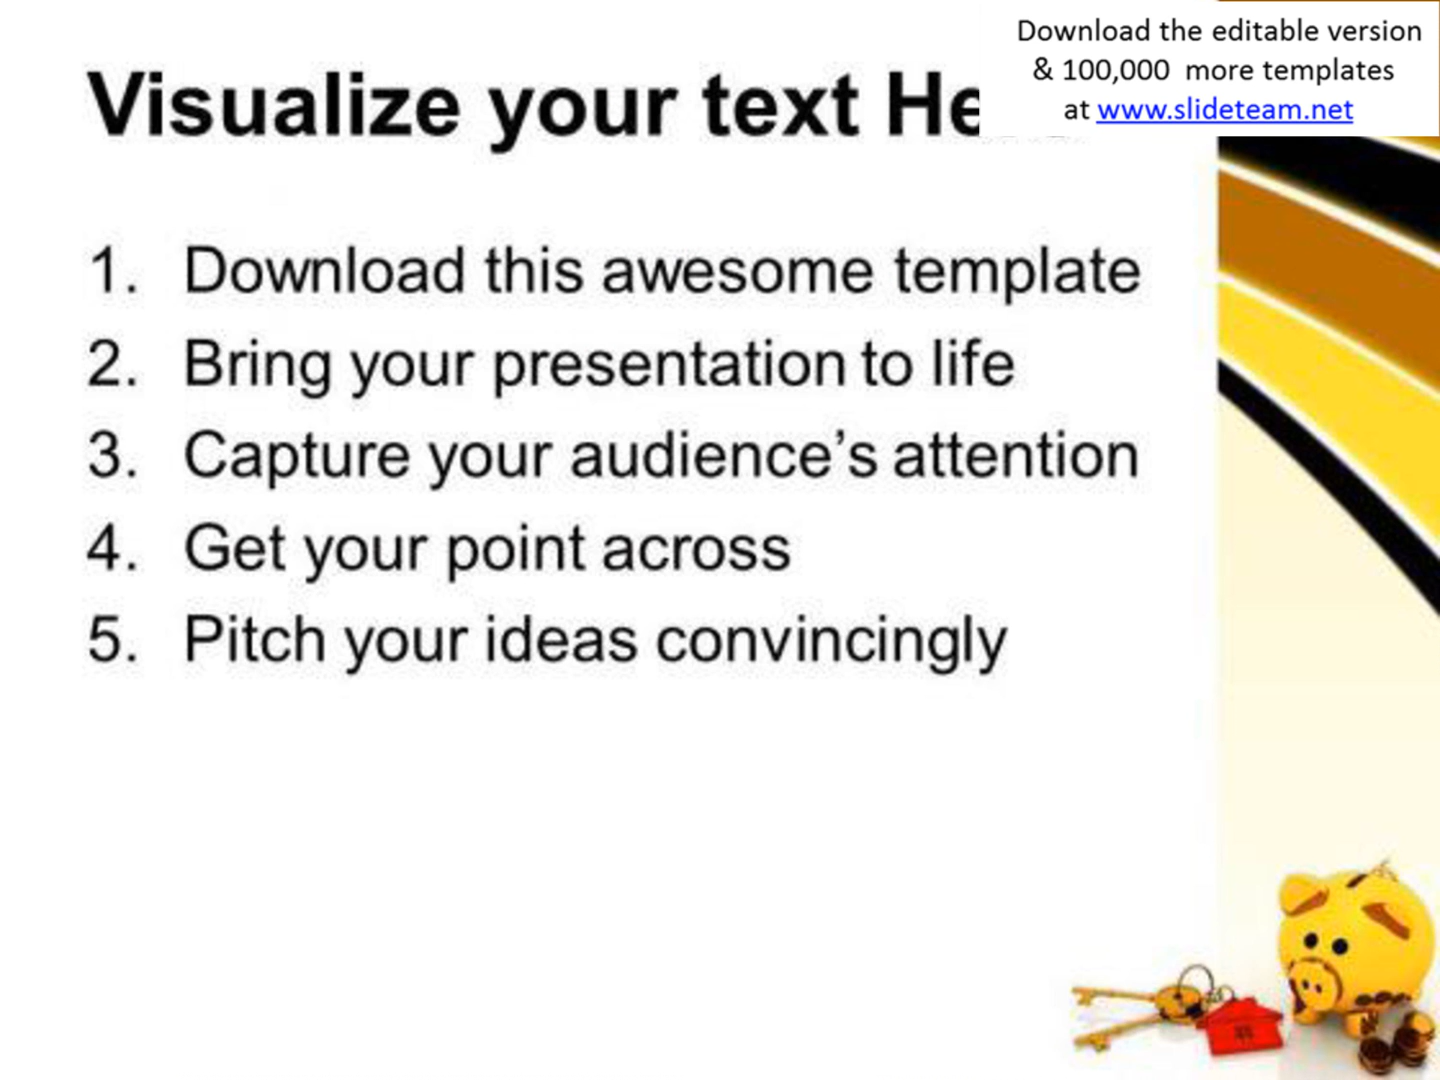 Download the editable version
& 100,000 more templates
at www.slideteam.net
Visualize your text
1. Download this awesome template
2. Bring your presentation to life
3. Capture your audience’s attention
4. Get your point across
5. Pitch your ideas convincingly